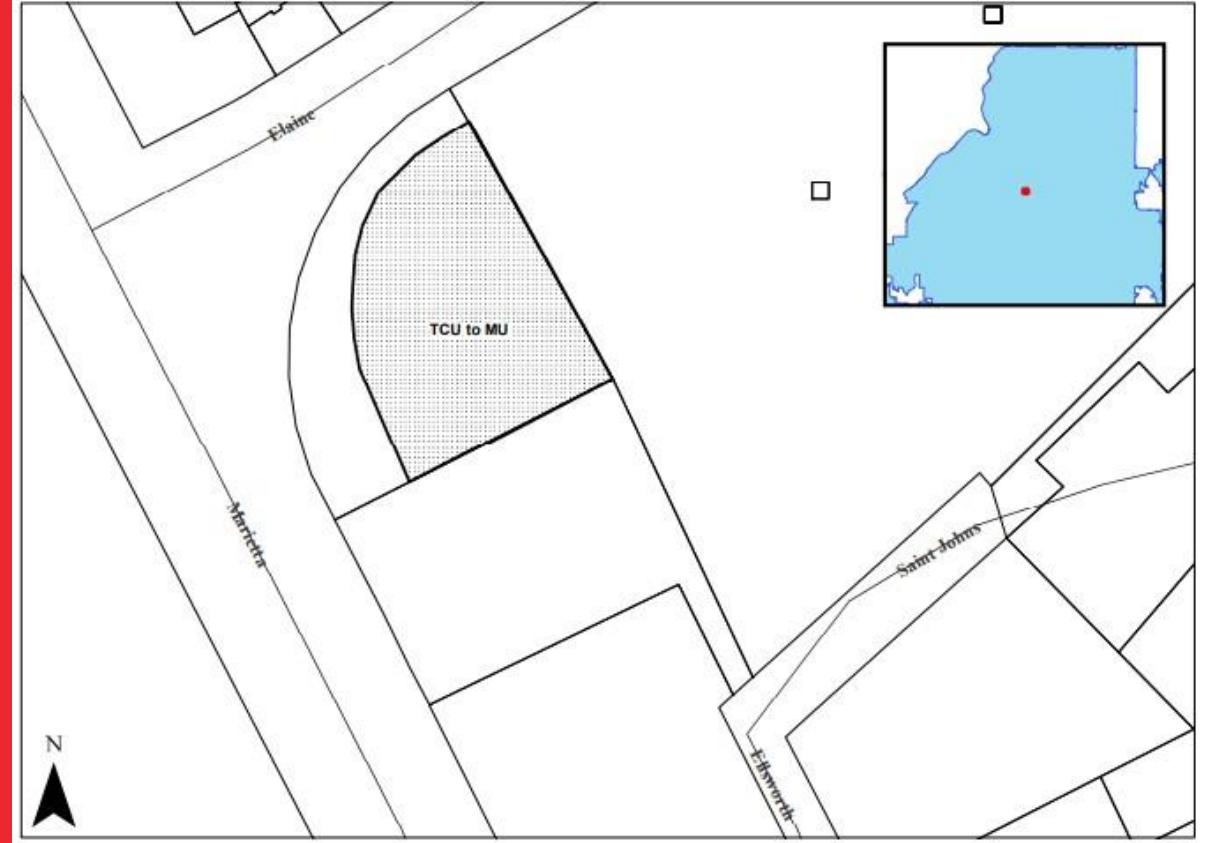 Elaine
TCU to MU
Marietta
Saint Johns
N
Ellsworth